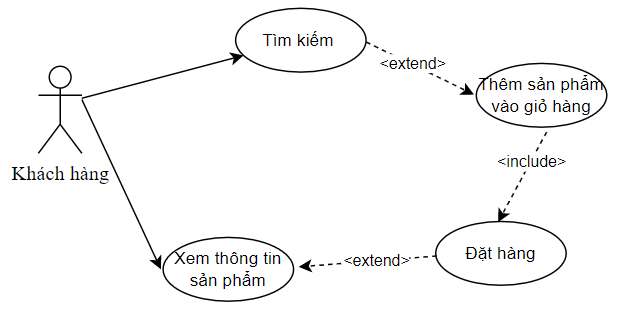 Tìm kiếm
<extend>
Thêm sản phẩm
vào giỏ hàng
Khách hàng
<include>
Xem thông tin
sản phẩm
<extend>
Đặt hàng